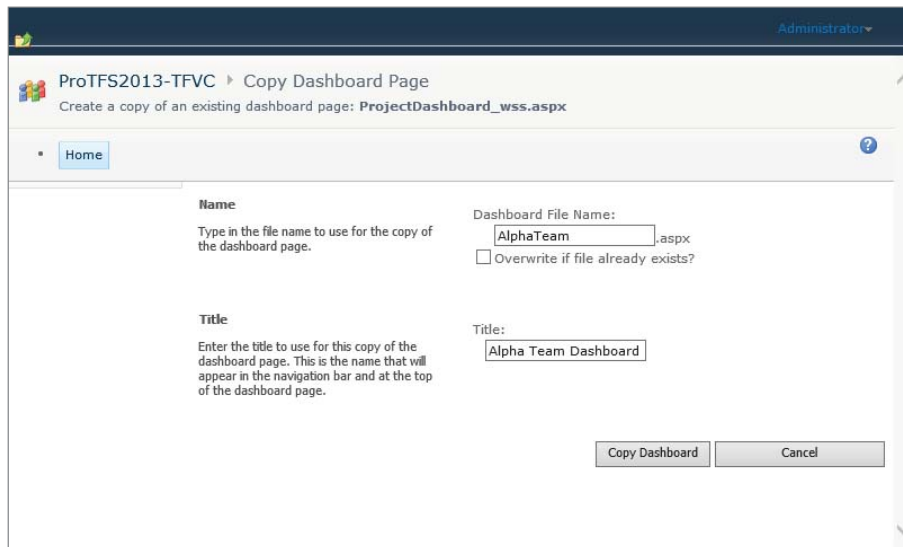 Administrator
ProTFS2013-TFVC ▸ Copy Dashboard Page
Create a copy of an existing dashboard page: ProjectDashboard_wss.aspx
Home
Name
Type in the file name to use for the copy of
the dashboard page.
Dashboard File Name:
AlphaTeam .aspx
Overwrite if file already exists?
Title
Enter the title to use for this copy of the
dashboard page. This is the name that will
appear in the navigation bar and at the top
of the dashboard page.
Title:
Alpha Team Dashboard
Copy Dashboard Cancel